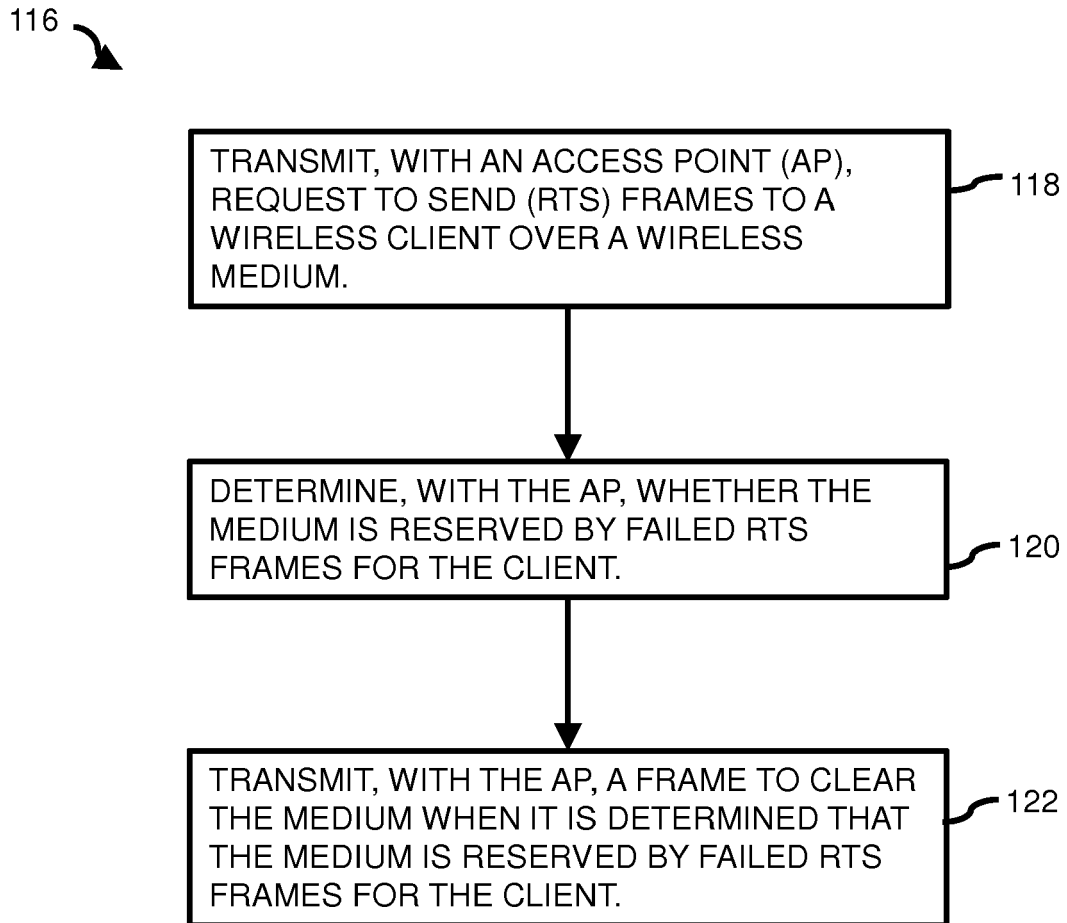 116
TRANSMIT, WITH AN ACCESS POINT (AP),
REQUEST TO SEND (RTS) FRAMES TO A
WIRELESS CLIENT OVER A WIRELESS
MEDIUM.
118
DETERMINE, WITH THE AP, WHETHER THE
MEDIUM IS RESERVED BY FAILED RTS
FRAMES FOR THE CLIENT.
120
TRANSMIT, WITH THE AP, A FRAME TO CLEAR
THE MEDIUM WHEN IT IS DETERMINED THAT
THE MEDIUM IS RESERVED BY FAILED RTS
FRAMES FOR THE CLIENT.
122